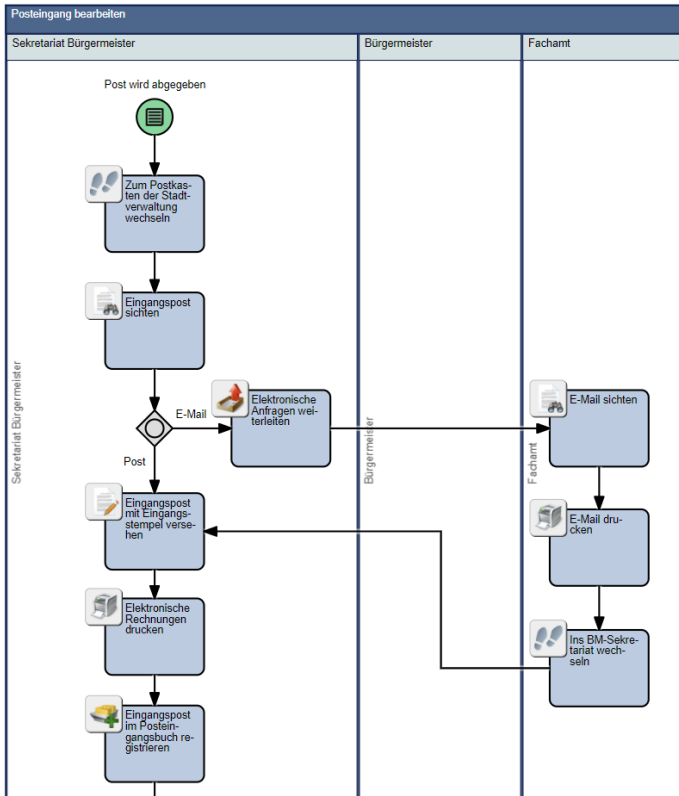 Posteingang bearbeiten
Sekretariat Bürgermeister
Bürgermeister
Fachamt
Post wird abgegeben
Zum Postkas-
ten der Stadt-
verwaltung
wechseln
Eingangspost
sichten
Sekretariat Bürgermeister
E-Mail
Elektronische
Anfragen wei-
terleiten
Bürgermeister
Fachamt
E-Mail sichten
Post
Eingangspost
mit Eingangs-
stempel verse-
hen
E-Mail dru-
cken
Elektronische
Rechnungen
drucken
Ins BM-Sekre-
tariat wech-
seln
Eingangspost
im Postein-
gangsbuch re-
gistrieren